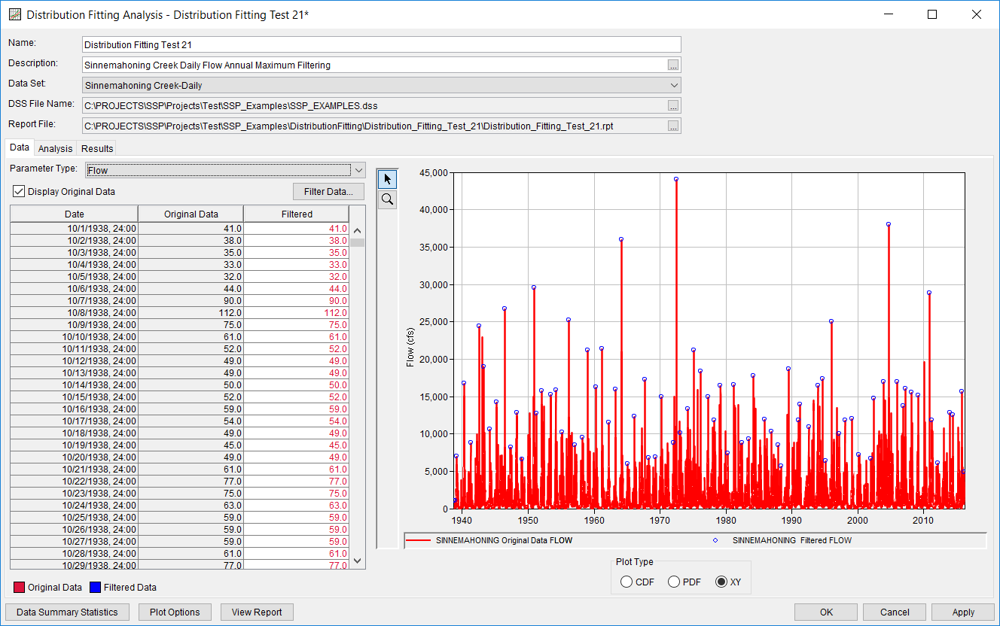 Distribution Fitting Analysis - Distribution Fitting Test 21*
Name: Distribution Fitting Test 21
Description: Sinnemahoning Creek Daily Flow Annual Maximum Filtering ...
Data Set: Sinnemahoning Creek-Daily
DSS File Name: C:\PROJECTS\SSP\Projects\Test\SSP_Examples\SSP_EXAMPLES.dss ...
Report File: C:\PROJECTS\SSP\Projects\Test\SSP_Examples\DistributionFitting\Distribution_Fitting_Test_21\Distribution_Fitting_Test_21.rpt ...
Data Analysis Results
Parameter Type: Flow
Display Original Data Filter Data...
Date Original Data Filtered
10/1/1938, 24:00 41.0 41.0
10/2/1938, 24:00 38.0 38.0
10/3/1938, 24:00 35.0 35.0
10/4/1938, 24:00 33.0 33.0
10/5/1938, 24:00 32.0 32.0
10/6/1938, 24:00 44.0 44.0
10/7/1938, 24:00 90.0 90.0
10/8/1938, 24:00 112.0 112.0
10/9/1938, 24:00 75.0 75.0
10/10/1938, 24:00 61.0 61.0
10/11/1938, 24:00 52.0 52.0
10/12/1938, 24:00 49.0 49.0
10/13/1938, 24:00 49.0 49.0
10/14/1938, 24:00 50.0 50.0
10/15/1938, 24:00 52.0 52.0
10/16/1938, 24:00 59.0 59.0
10/17/1938, 24:00 54.0 54.0
10/18/1938, 24:00 49.0 49.0
10/19/1938, 24:00 45.0 45.0
10/20/1938, 24:00 49.0 49.0
10/21/1938, 24:00 61.0 61.0
10/22/1938, 24:00 77.0 77.0
10/23/1938, 24:00 75.0 75.0
10/24/1938, 24:00 63.0 63.0
10/25/1938, 24:00 59.0 59.0
10/26/1938, 24:00 59.0 59.0
10/27/1938, 24:00 59.0 59.0
10/28/1938, 24:00 61.0 61.0
10/29/1938, 24:00 77.0 77.0
Original Data Filtered Data
45,000
40,000
35,000
30,000
25,000
20,000
15,000
10,000
5,000
0
Flow (cfs)
1940 1950 1960 1970 1980 1990 2000 2010
SINNEMAHONING Original Data FLOW SINNEMAHONING Filtered FLOW
Plot Type
CDF PDF XY
Data Summary Statistics Plot Options View Report OK Cancel Apply